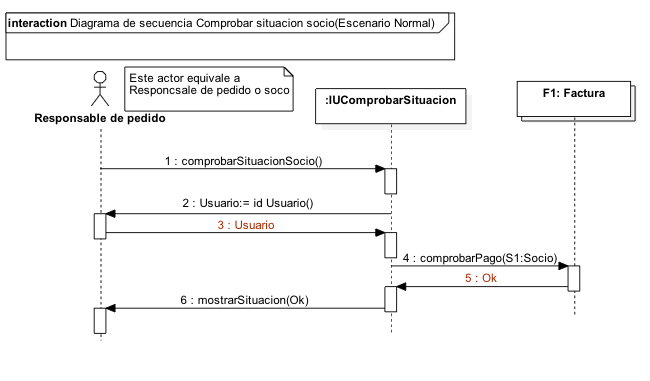 interaction Diagrama de secuencia Comprobar situacion socio(Escenario Normal)
Este actor equivale a
Responcsale de pedido o soco
:IUComprobarSituacion
F1: Factura
Responsable de pedido
1 : comprobarSituacionSocio()
2 : Usuario:= id Usuario()
3 : Usuario
4 : comprobarPago(S1:Socio)
5 : Ok
6 : mostrarSituacion(Ok)